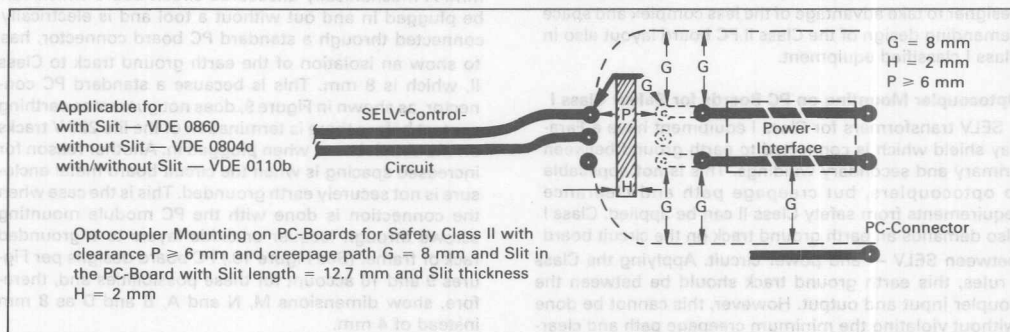 G = 8 mm
H = 2 mm
P ≥ 6 mm
G
G
G
Applicable for
with Slit — VDE 0860
without Slit — VDE 0804d
with/without Slit — VDE 0110b
SELV-Control-
Circuit
P
G
Power-
Interface
H
G
G
G
PC-Connector
Optocoupler Mounting on PC-Boards for Safety Class II with
clearance P ≥ 6 mm and creepage path G = 8 mm and Slit in
the PC-Board with Slit length = 12.7 mm and Slit thickness
H = 2 mm